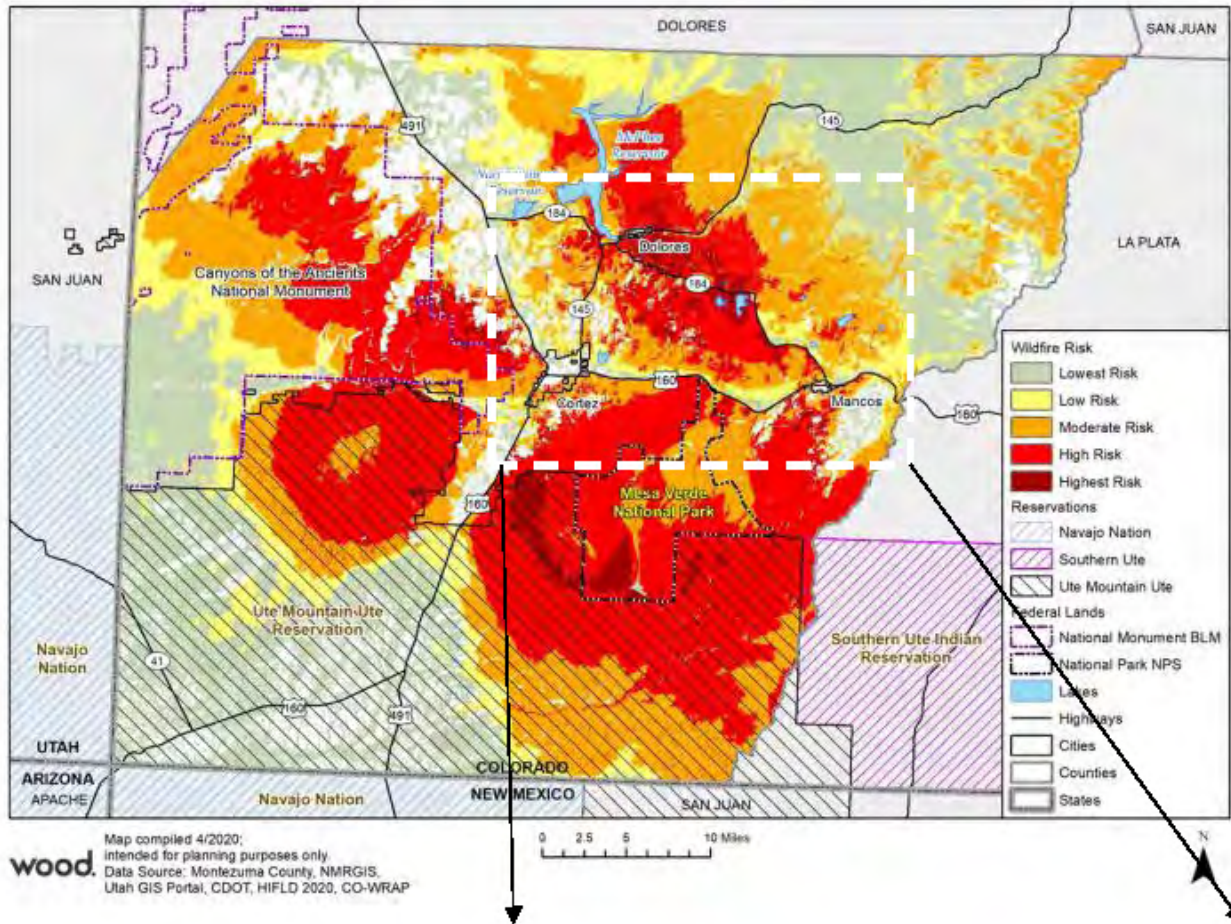 DOLORES
SAN JUAN
145
491
McPhee
Reservoir
184
Dolores
LA PLATA
SAN JUAN
Canyons of the Ancients
National Monument
184
145
160
Cortez
Mancos
160
160
Mesa Verde
National Park
Ute Mountain Ute
Reservation
Southern Ute Indian
Reservation
Navajo
Nation
41
160
491
UTAH
COLORADO
ARIZONA
NEW MEXICO
APACHE
Navajo Nation
SAN JUAN
Wildfire Risk
Lowest Risk
Low Risk
Moderate Risk
High Risk
Highest Risk
Reservations
Navajo Nation
Southern Ute
Ute Mountain Ute
Federal Lands
National Monument BLM
National Park NPS
Lakes
Highways
Cities
Counties
States
wood.
Map compiled 4/2020;
intended for planning purposes only.
Data Source: Montezuma County, NMRGIS,
Utah GIS Portal, CDOT, HIFLD 2020, CO-WRAP
0 2.5 5 10 Miles
N